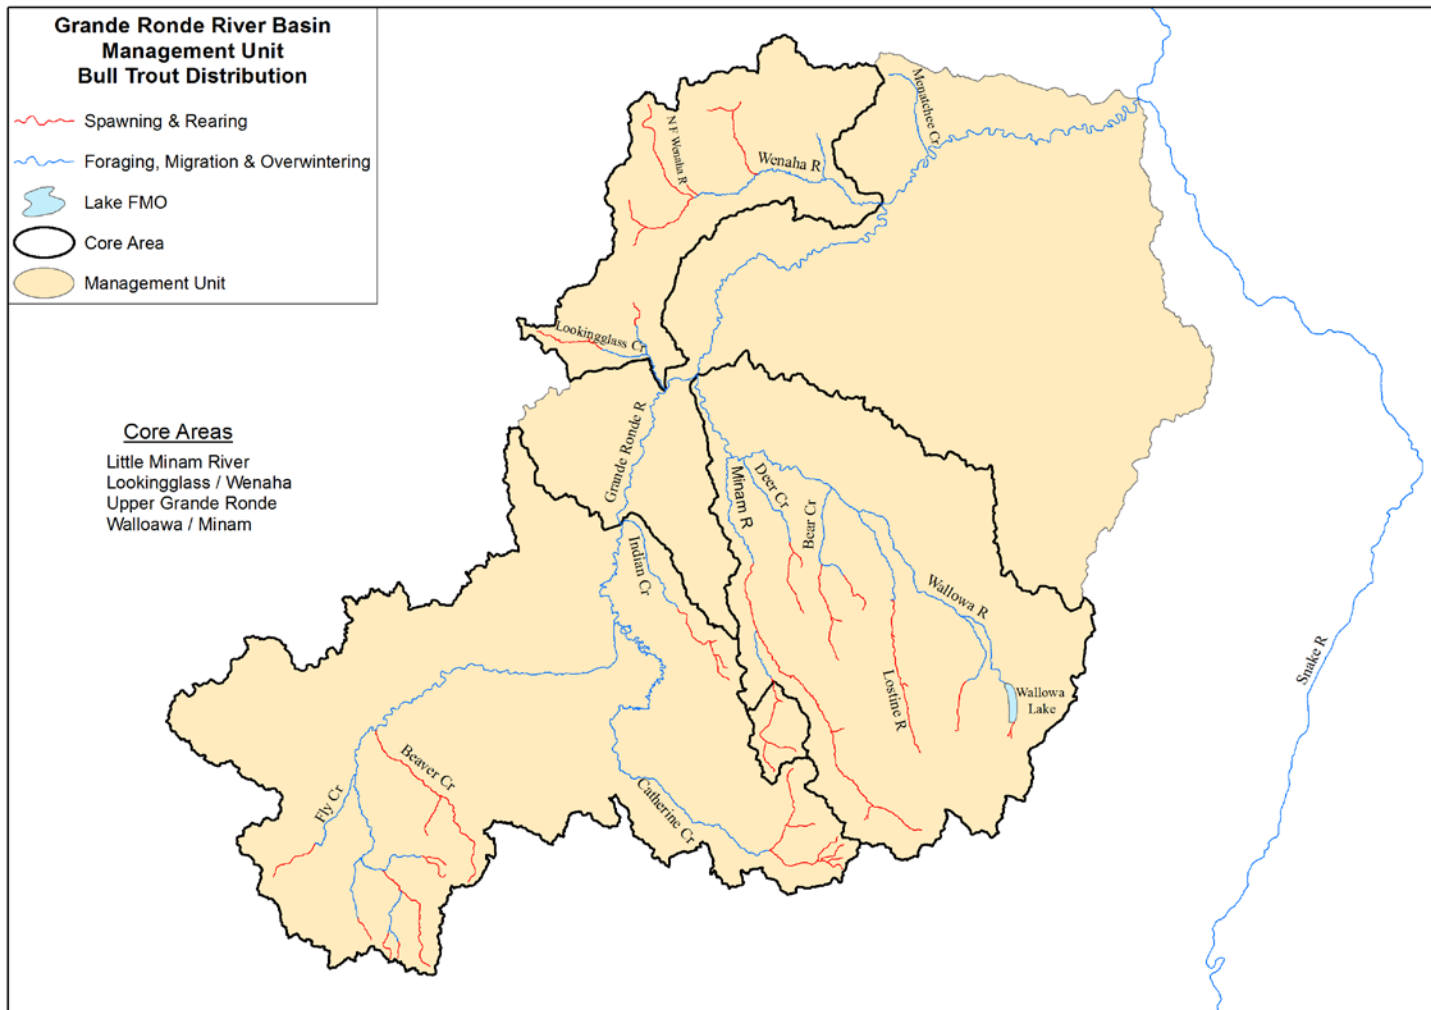 Grande Ronde River Basin
Management Unit
Bull Trout Distribution
Spawning & Rearing
Foraging, Migration & Overwintering
Lake FMO
Core Area
Management Unit
Core Areas
Little Minam River
Lookingglass / Wenaha
Upper Grande Ronde
Walloawa / Minam
Menatchee Cr
N F Wenaha R
Wenaha R
Lookingglass Cr
Grande Ronde R
Minam R
Deer Cr
Bear Cr
Indian Cr
Wallowa R
Snake R
Lostine R
Wallowa
Lake
Beaver Cr
Fly Cr
Catherine Cr